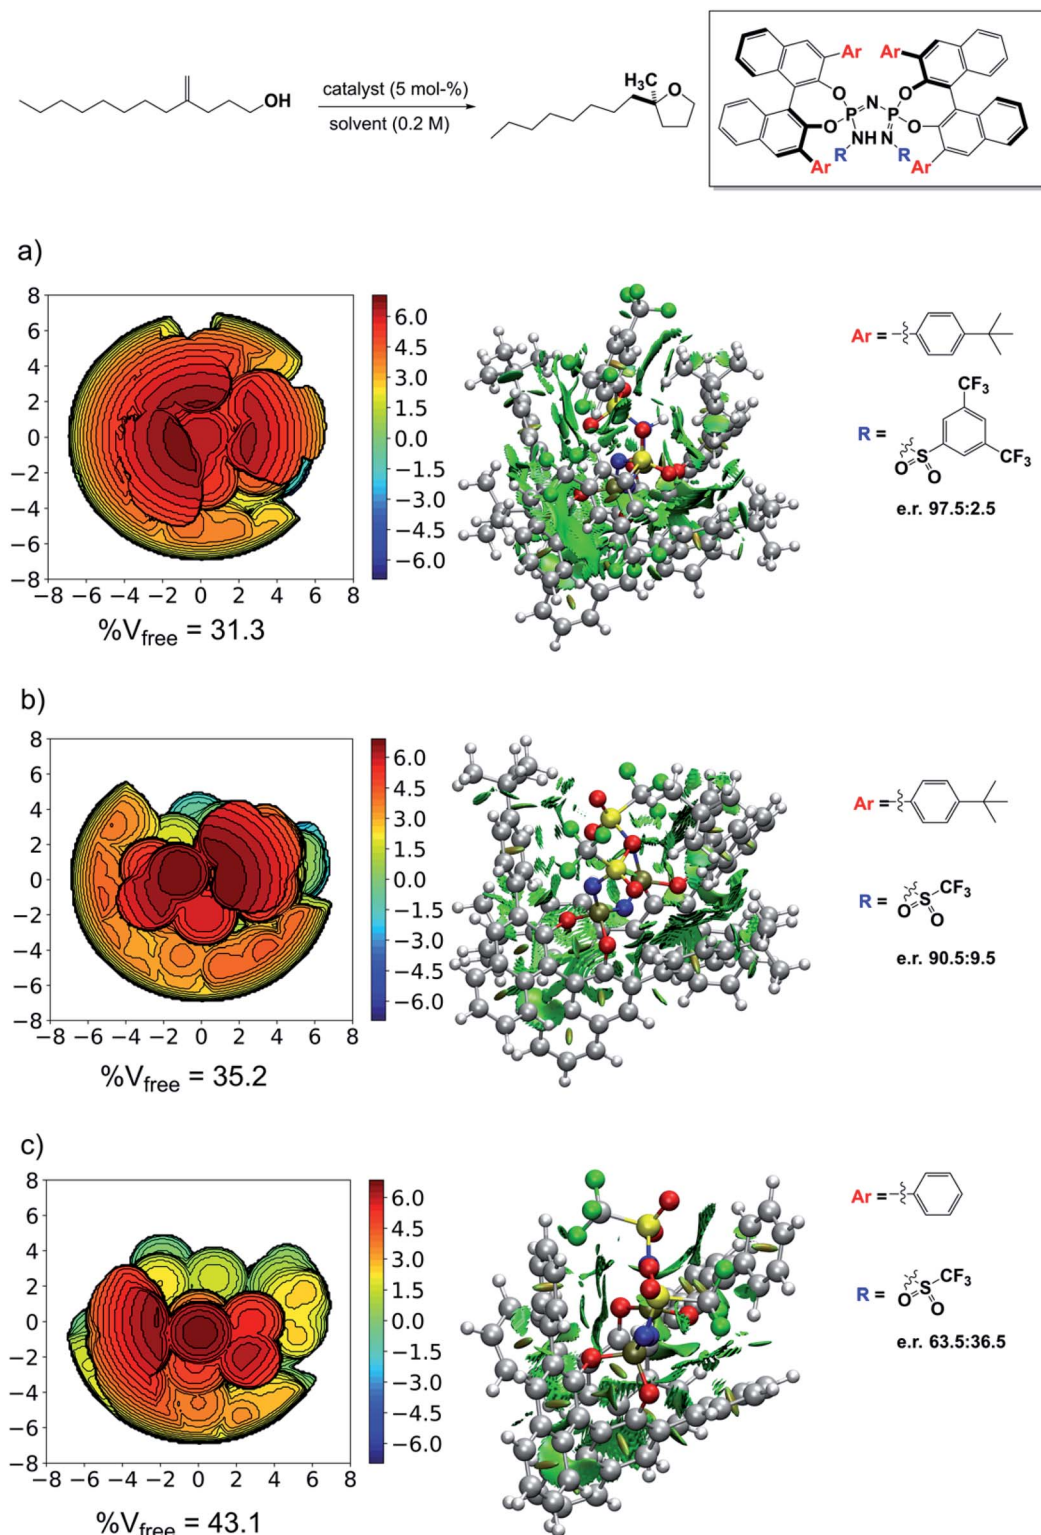 OH
catalyst (5 mol-%)
solvent (0.2 M)
H3C
O
Ar Ar
O O
P N P
O O
NH N
R R
Ar Ar
a)
8
6
4
2
0
−2
−4
−6
−8
−8 −6 −4 −2 0 2 4 6 8
6.0
4.5
3.0
1.5
0.0
−1.5
−3.0
−4.5
−6.0
%Vfree = 31.3
Ar =
CF3
R =
S
O O
CF3
e.r. 97.5:2.5
b)
8
6
4
2
0
−2
−4
−6
−8
−8 −6 −4 −2 0 2 4 6 8
6.0
4.5
3.0
1.5
0.0
−1.5
−3.0
−4.5
−6.0
%Vfree = 35.2
Ar =
R = S CF3
O O
e.r. 90.5:9.5
c)
8
6
4
2
0
−2
−4
−6
−8
−8 −6 −4 −2 0 2 4 6 8
6.0
4.5
3.0
1.5
0.0
−1.5
−3.0
−4.5
−6.0
%Vfree = 43.1
Ar =
R = S CF3
O O
e.r. 63.5:36.5